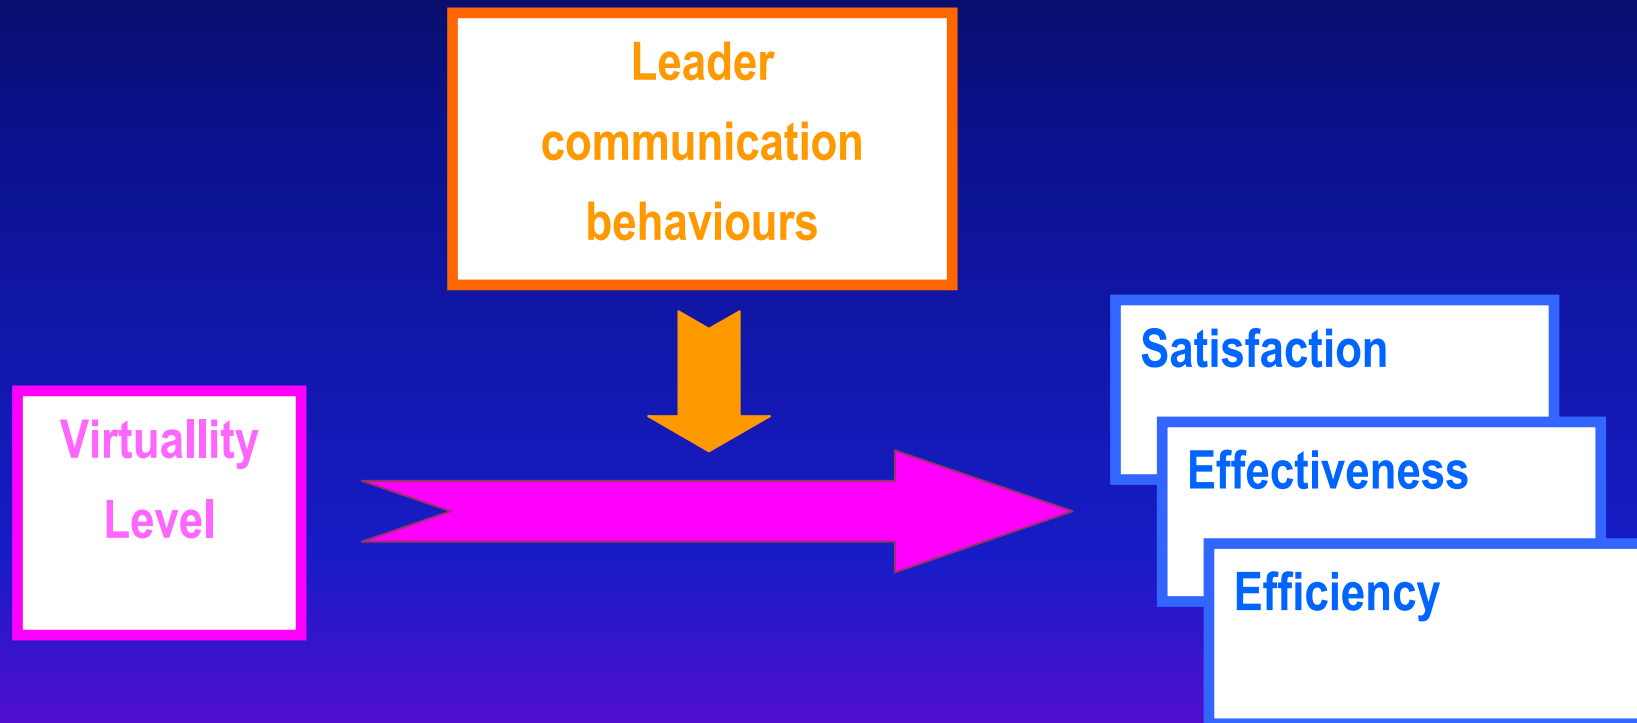 Leader
communication
behaviours
Virtuallity
Level
Satisfaction
Effectiveness
Efficiency